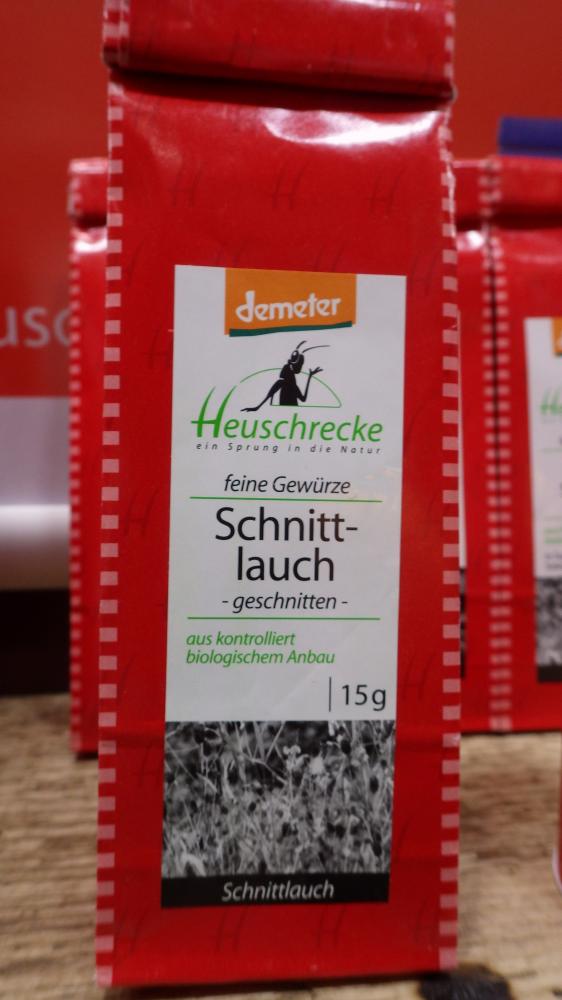 demeter
Heuschrecke
ein Sprung in die Natur
feine Gewürze
Schnitt-
lauch
- geschnitten -
aus kontrolliert
biologischem Anbau
15g
Schnittlauch